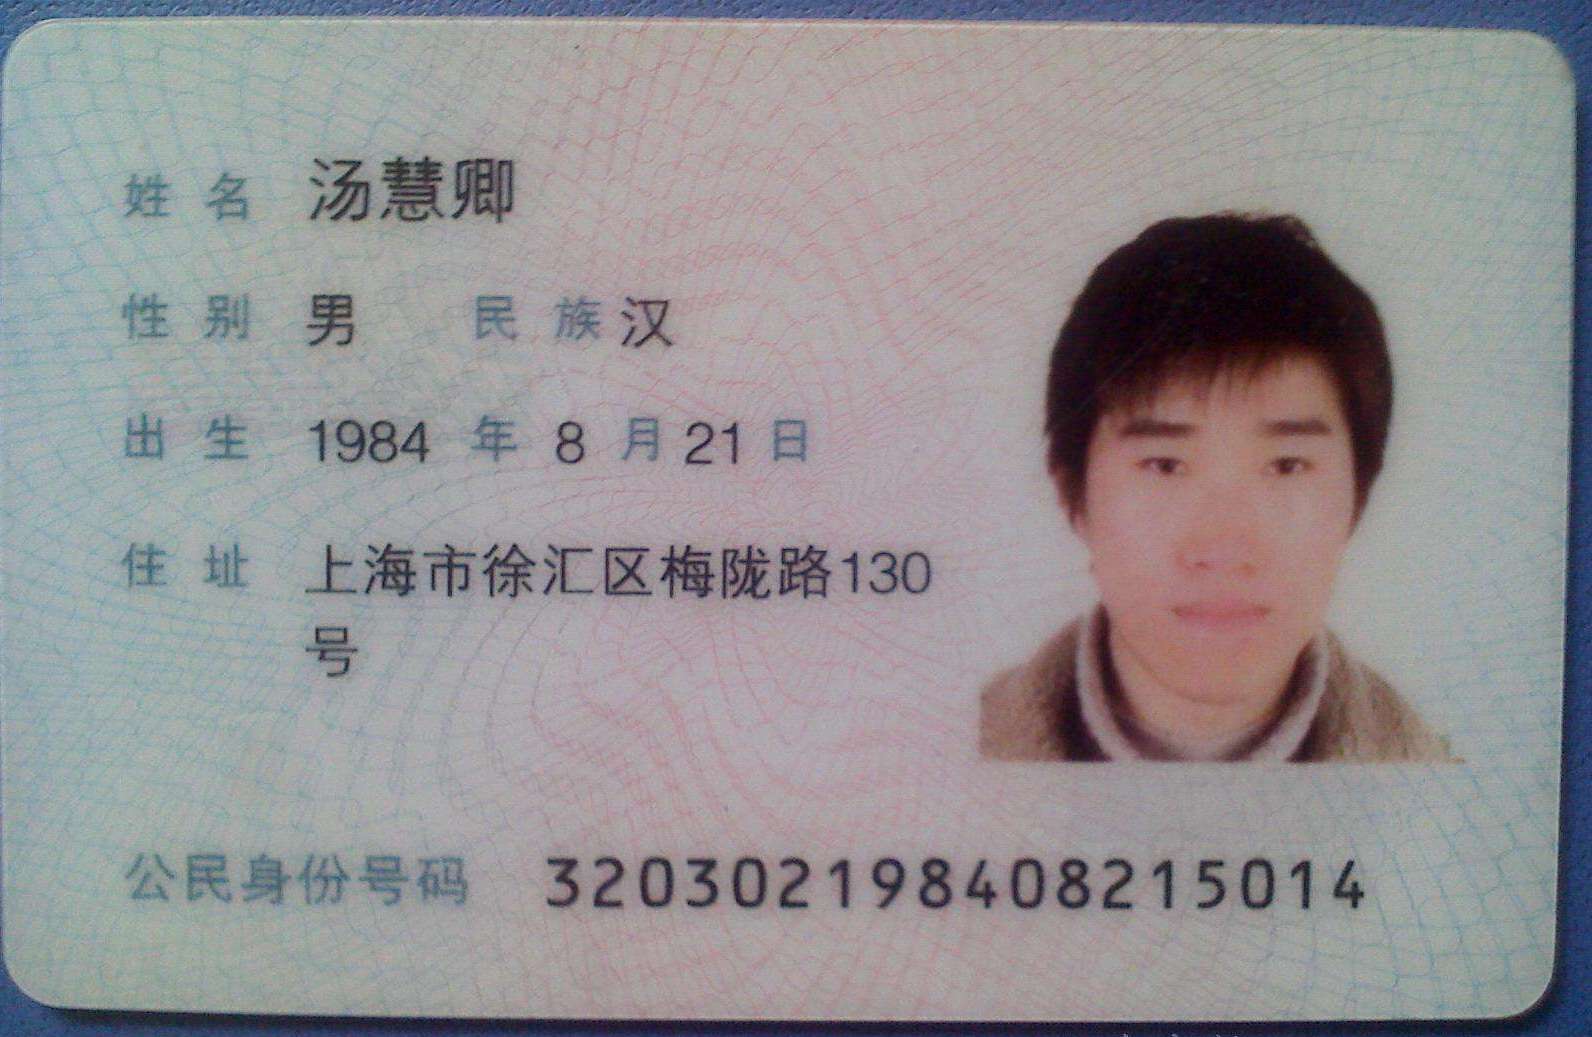 姓名 汤慧卿
性别 男 民族 汉
出生 1984 年 8 月 21 日
住址 上海市徐汇区梅陇路130
号
公民身份号码 320302198408215014